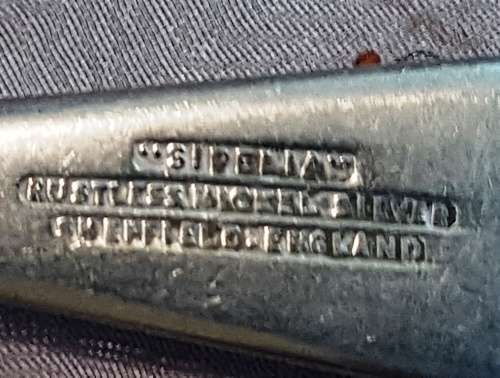 "SIPELIA"
RUSTLESS NICKEL SILVER
SHEFFIELD·ENGLAND.